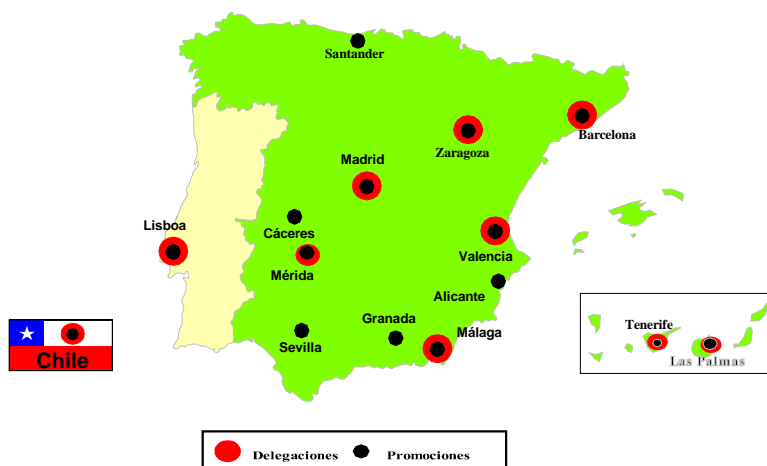 Santander
Barcelona
Zaragoza
Madrid
Lisboa
Cáceres
Valencia
Mérida
Alicante
Granada
Málaga
Sevilla
Chile
Tenerife
Las Palmas
Delegaciones Promociones